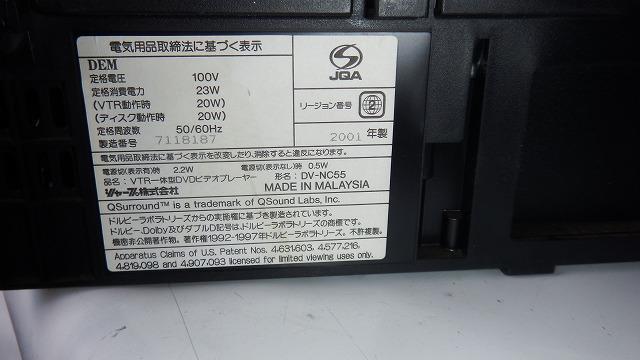 電気用品取締法に基づく表示
DEM
定格電圧 100V
定格消費電力 23W
(VTR動作時 20W)
(ディスク動作時 20W)
定格周波数 50/60Hz
製造番号 7118187
JQA
リージョン番号 2
2001 年製
電気用品取締法に基づく表示を改変したり、消除すると違反になります。
電源切(表示有)時 2.2W 電源切(表示なし)時 0.5W
品名:VTR一体型DVDビデオプレーヤー 形名:DV-NC55
シャープ株式会社 MADE IN MALAYSIA
QSurround™ is a trademark of QSound Labs, Inc.
ドルビーラボラトリーズからの実施権に基づき製造されています。
ドルビー、Dolby及びダブルD記号は、ドルビーラボラトリーズの商標です。
機密非公開著作物。著作権1992-1997年ドルビーラボラトリーズ。不許複製。
Apparatus Claims of U.S. Patent Nos. 4,631,603, 4,577,216,
4,819,098 and 4,907,093 licensed for limited viewing uses only.